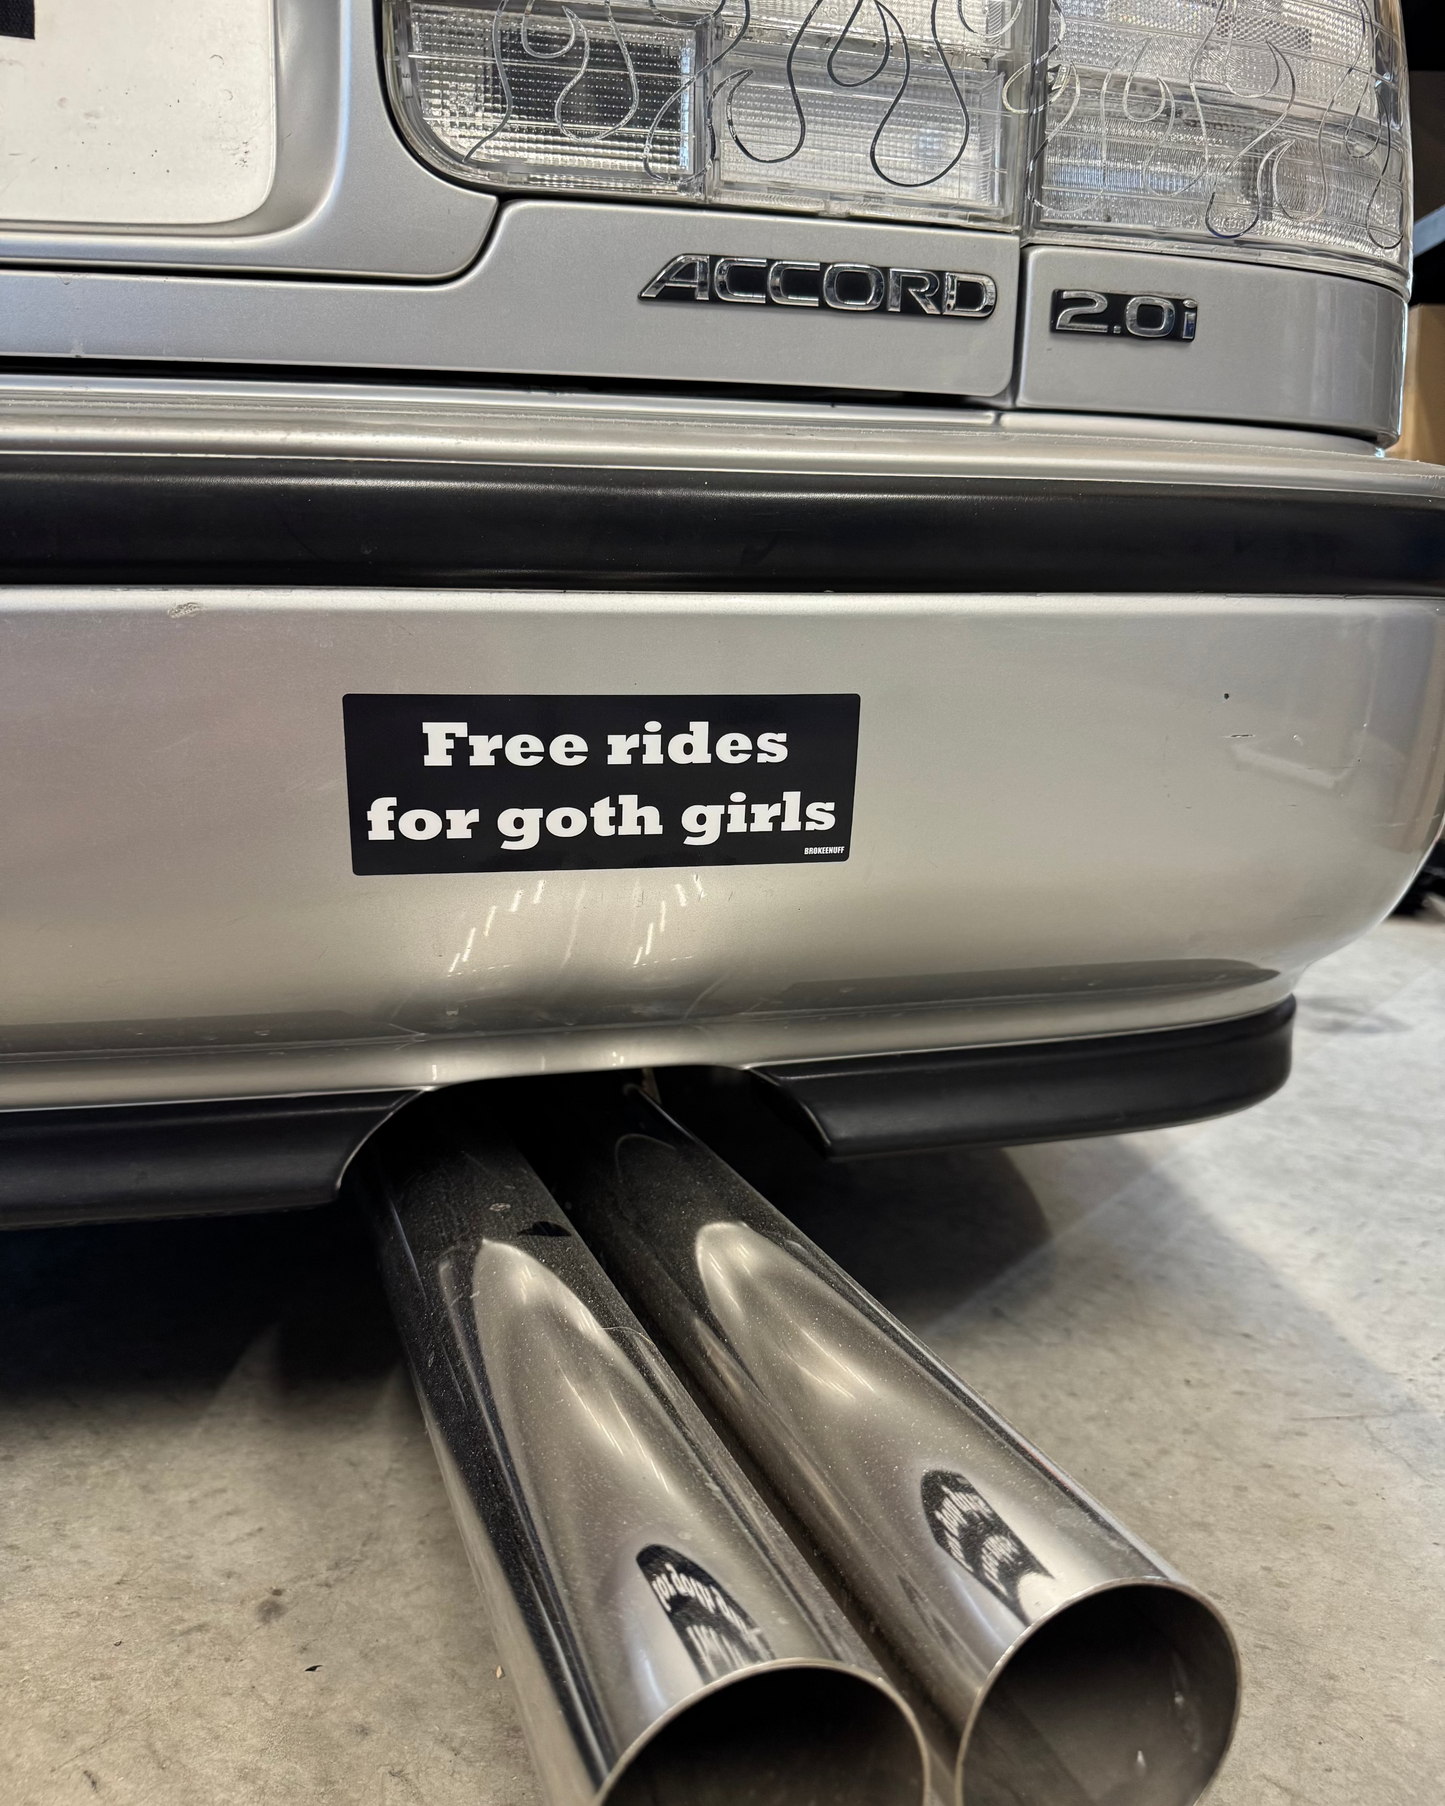 ACCORD
2.0i
Free rides
for goth girls
BROKEENUFF